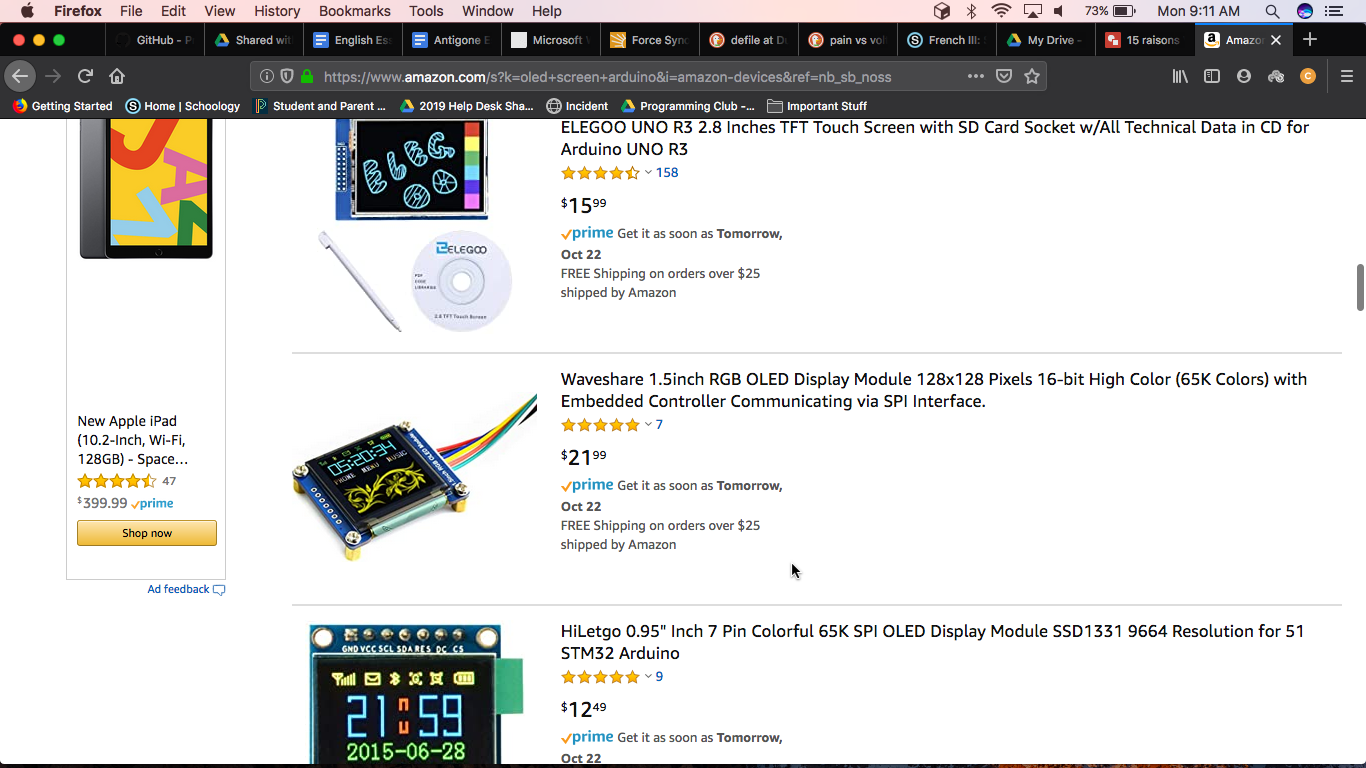 Firefox File Edit View History Bookmarks Tools Window Help 73% Mon 9:11 AM
GitHub - P
Shared wit
English Es
Antigone E
Microsoft
Force Sync
defile at D
pain vs vol
French III:
My Drive -
15 raisons
Amazo
https://www.amazon.com/s?k=oled+screen+arduino&i=amazon-devices&ref=nb_sb_noss
C
Getting Started
Home | Schoology
Student and Parent ...
2019 Help Desk Sha...
Incident
Programming Club -...
Important Stuff
New Apple iPad
(10.2-Inch, Wi-Fi,
128GB) - Space...
47
$399.99 prime
Shop now
Ad feedback
ELEGOO
PDF
CODE
LIBRARIES
2.8 TFT Touch Screen
ELEGOO UNO R3 2.8 Inches TFT Touch Screen with SD Card Socket w/All Technical Data in CD for
Arduino UNO R3
158
$15 99
prime Get it as soon as Tomorrow,
Oct 22
FREE Shipping on orders over $25
shipped by Amazon
05:20:34
PHONE MENU MUSIC
1.5inch RGB OLED Module
Waveshare 1.5inch RGB OLED Display Module 128x128 Pixels 16-bit High Color (65K Colors) with
Embedded Controller Communicating via SPI Interface.
7
$21 99
prime Get it as soon as Tomorrow,
Oct 22
FREE Shipping on orders over $25
shipped by Amazon
GND VCC SCL SDA RES DC CS
21:59
2015-06-28
HiLetgo 0.95" Inch 7 Pin Colorful 65K SPI OLED Display Module SSD1331 9664 Resolution for 51
STM32 Arduino
9
$12 49
prime Get it as soon as Tomorrow,
Oct 22